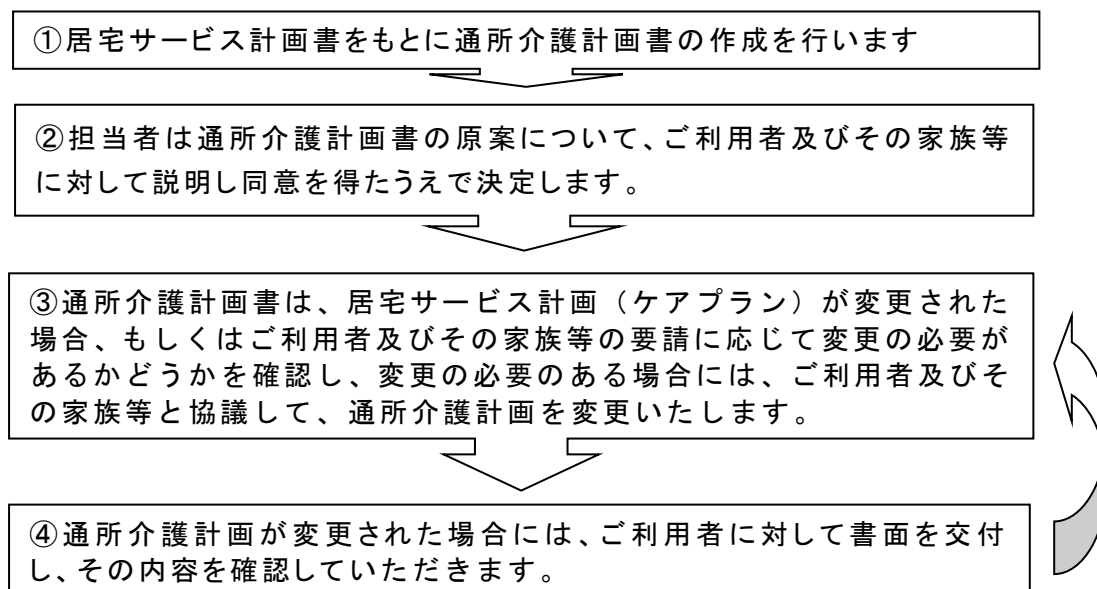 ①居宅サービス計画書をもとに通所介護計画書の作成を行います
②担当者は通所介護計画書の原案について、ご利用者及びその家族等
に対して説明し同意を得たうえで決定します。
③通所介護計画書は、居宅サービス計画（ケアプラン）が変更された
場合、もしくはご利用者及びその家族等の要請に応じて変更の必要が
あるかどうかを確認し、変更の必要のある場合には、ご利用者及びそ
の家族等と協議して、通所介護計画を変更いたします。
④通所介護計画が変更された場合には、ご利用者に対して書面を交付
し、その内容を確認していただきます。